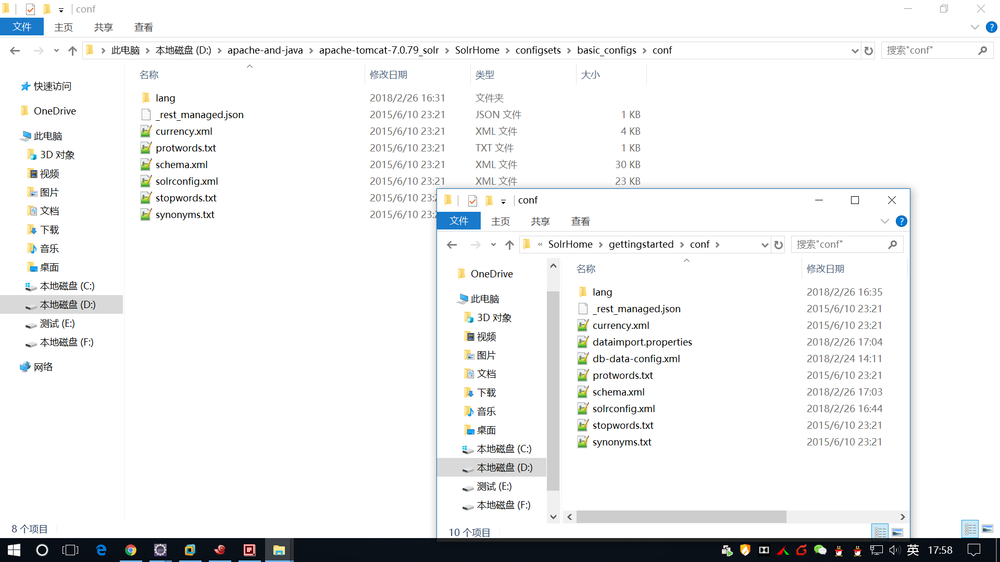 conf
文件 主页 共享 查看
此电脑 本地磁盘 (D:) apache-and-java apache-tomcat-7.0.79_solr SolrHome configsets basic_configs conf 搜索"conf"
名称 修改日期 类型 大小
快速访问
OneDrive
此电脑
3D 对象
视频
图片
文档
下载
音乐
桌面
本地磁盘 (C:)
本地磁盘 (D:)
测试 (E:)
本地磁盘 (F:)
网络
lang 2018/2/26 16:31 文件夹
_rest_managed.json 2015/6/10 23:21 JSON 文件 1 KB
currency.xml 2015/6/10 23:21 XML 文件 4 KB
protwords.txt 2015/6/10 23:21 TXT 文件 1 KB
schema.xml 2015/6/10 23:21 XML 文件 30 KB
solrconfig.xml 2015/6/10 23:21 XML 文件 23 KB
stopwords.txt 2015/6/10
synonyms.txt 2015/6/10
8 个项目
conf
文件 主页 共享 查看
« SolrHome gettingstarted conf 搜索"conf"
名称 修改日期
OneDrive
此电脑
3D 对象
视频
图片
文档
下载
音乐
桌面
本地磁盘 (C:)
本地磁盘 (D:)
测试 (E:)
本地磁盘 (F:)
lang 2018/2/26 16:35
_rest_managed.json 2015/6/10 23:21
currency.xml 2015/6/10 23:21
dataimport.properties 2018/2/26 17:04
db-data-config.xml 2018/2/24 14:11
protwords.txt 2015/6/10 23:21
schema.xml 2018/2/26 17:03
solrconfig.xml 2018/2/26 16:44
stopwords.txt 2015/6/10 23:21
synonyms.txt 2015/6/10 23:21
10 个项目
英 17:58